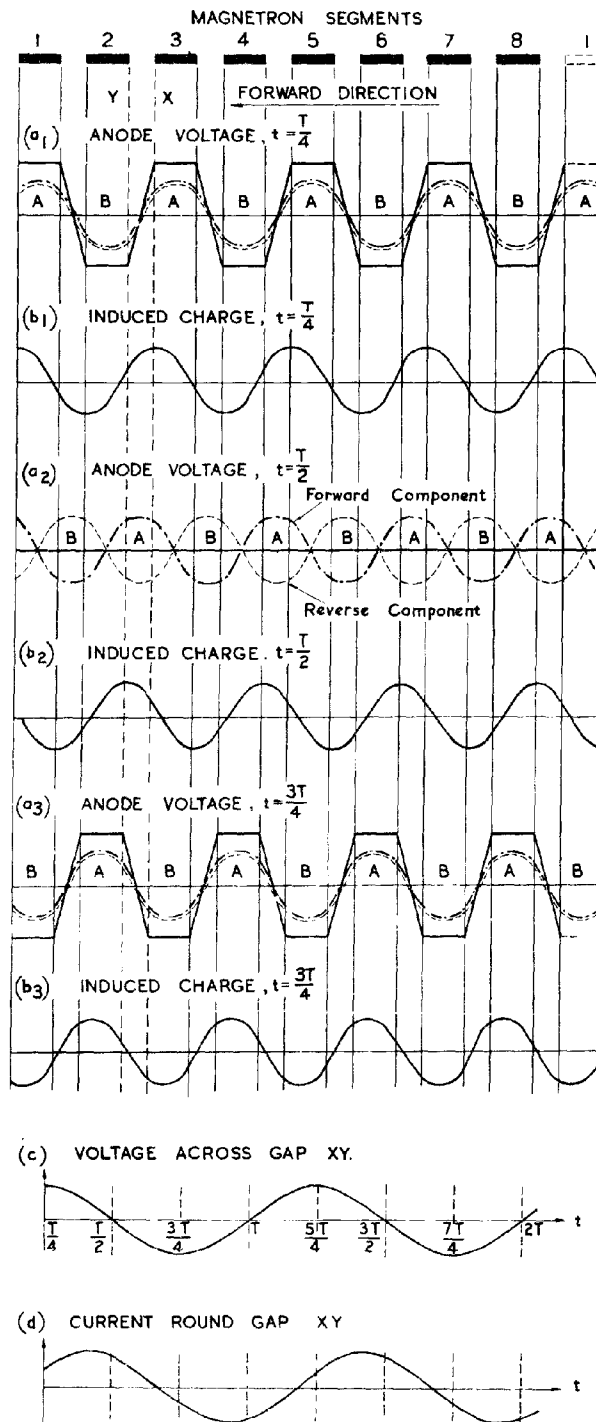 MAGNETRON SEGMENTS
1 2 3 4 5 6 7 8 1
Y X FORWARD DIRECTION
(a1) ANODE VOLTAGE, t=T/4
A B A B A B A B A
(b1) INDUCED CHARGE, t=T/4
(a2) ANODE VOLTAGE, t=T/2
Forward Component
B A B A B A B A
Reverse Component
(b2) INDUCED CHARGE. t=T/2
(a3) ANODE VOLTAGE, t=3T/4
B A B A B A B A B
(b3) INDUCED CHARGE, t=3T/4
(c) VOLTAGE ACROSS GAP XY.
T/4 T/2 3T/4 T 5T/4 3T/2 7T/4 2T t
(d) CURRENT ROUND GAP XY
t